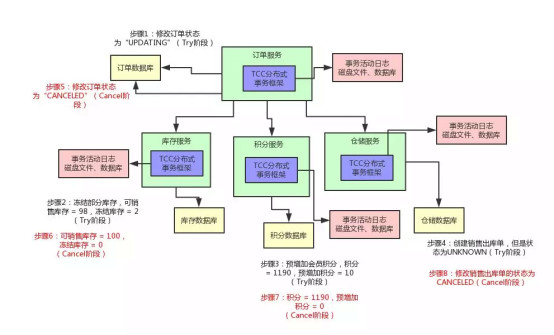 步骤1：修改订单状态
为“UPDATING”（Try阶段）
订单服务
订单数据库
TCC分布式
事务框架
事务活动日志
磁盘文件、数据库
步骤5：修改订单状态
为“CANCELED”（Cancel阶
段）
库存服务
TCC分布式
事务框架
积分服务
TCC分布式
事务框架
仓储服务
TCC分布式
事务框架
事务活动日志
磁盘文件、数据库
事务活动日志
磁盘文件、数据库
步骤2：冻结部分库存，可销
售库存 = 98，冻结库存 = 2
（Try阶段）
库存数据库
事务活动日志
磁盘文件、数据库
仓储数据库
步骤6：可销售库存 = 100，
冻结库存 = 0
（Cancel阶段）
积分数据库
步骤4：创建销售出库单，但是状
态为UNKNOWN（Try阶段）
步骤3：预增加会员积分，积分
= 1190，预增加积分 = 10
（Try阶段）
步骤8：修改销售出库单的状态为
CANCELED（Cancel阶段）
步骤7：积分 = 1190，预增加
积分 = 0
（Cancel阶段）